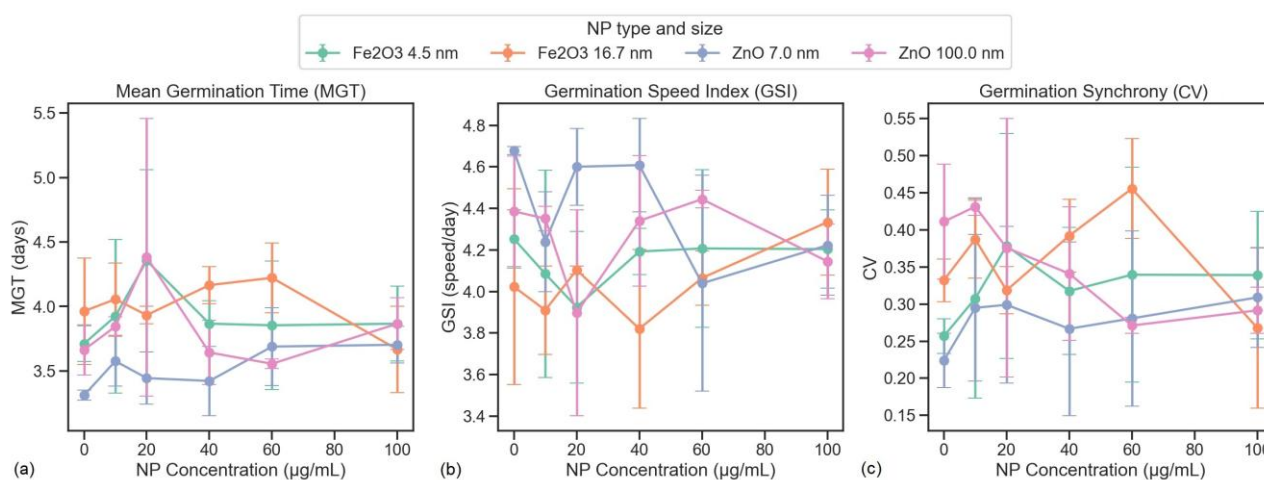 NP type and size
Fe2O3 4.5 nm Fe2O3 16.7 nm ZnO 7.0 nm ZnO 100.0 nm
Mean Germination Time (MGT)
MGT (days)
5.5
5.0
4.5
4.0
3.5
0 20 40 60 80 100
(a) NP Concentration (µg/mL)
Germination Speed Index (GSI)
GSI (speed/day)
4.8
4.6
4.4
4.2
4.0
3.8
3.6
3.4
0 20 40 60 80 100
(b) NP Concentration (µg/mL)
Germination Synchrony (CV)
CV
0.55
0.50
0.45
0.40
0.35
0.30
0.25
0.20
0.15
0 20 40 60 80 100
(c) NP Concentration (µg/mL)